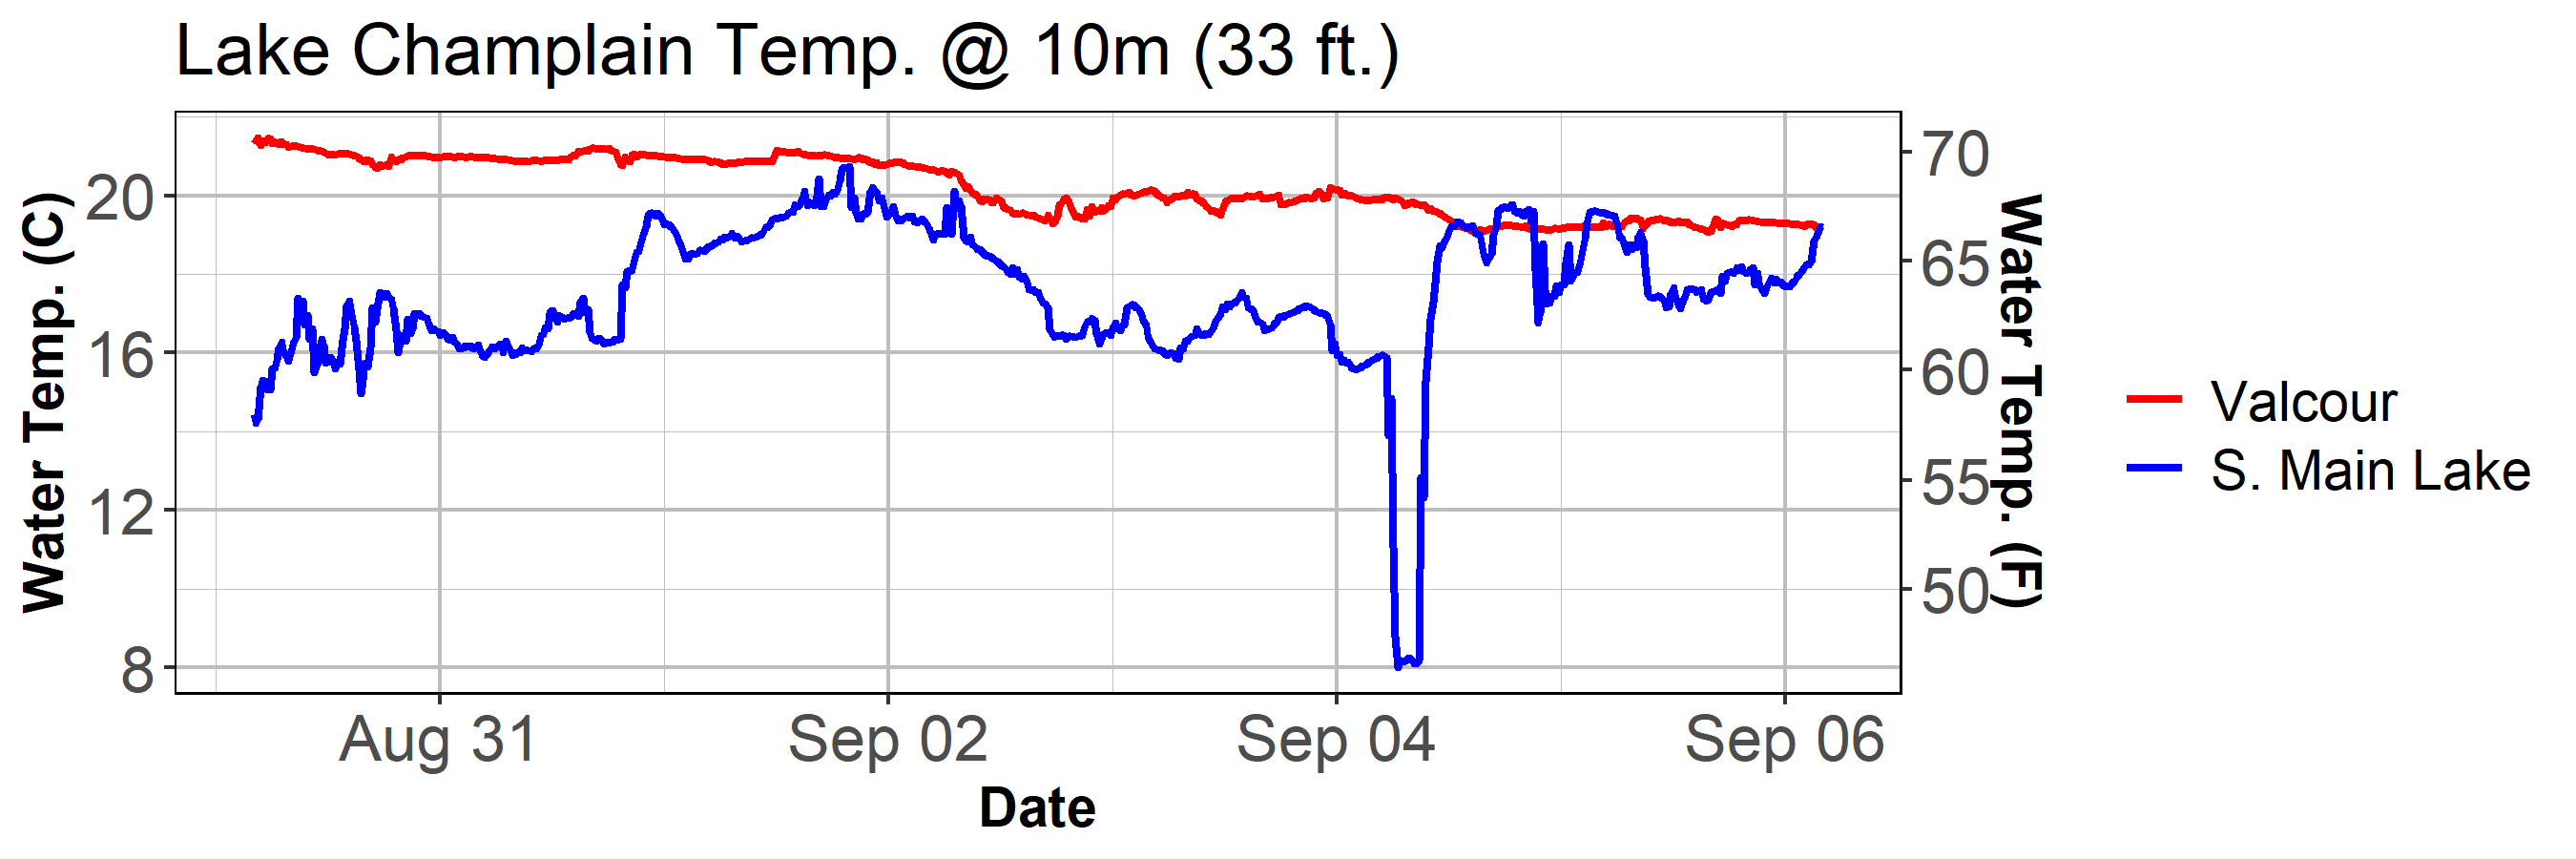 Lake Champlain Temp. @ 10m (33 ft.)
Water Temp. (C)
20
16
12
8
70
65
60
55
50
Water Temp. (F)
Aug 31
Sep 02
Sep 04
Sep 06
Date
Valcour
S. Main Lake